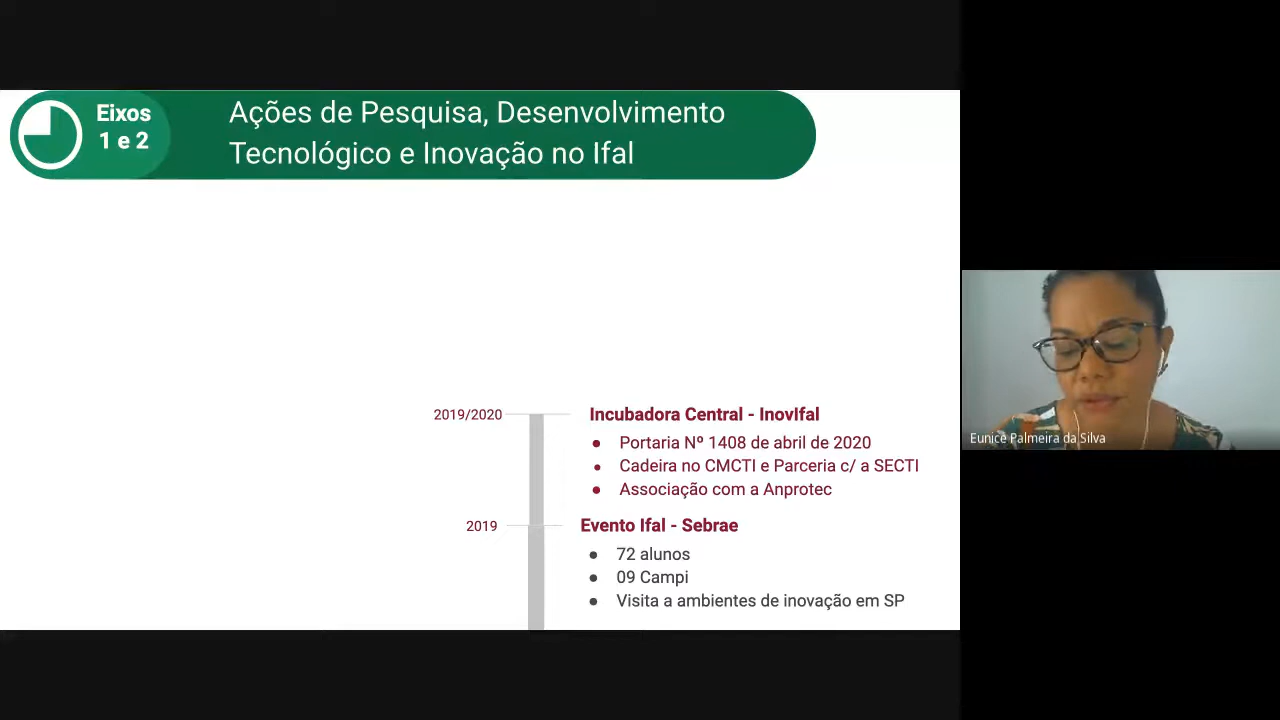 Eixos
1 e 2
Ações de Pesquisa, Desenvolvimento
Tecnológico e Inovação no Ifal
2019/2020
Incubadora Central - InovIfal
● Portaria Nº 1408 de abril de 2020
● Cadeira no CMCTI e Parceria c/ a SECTI
● Associação com a Anprotec
2019
Evento Ifal - Sebrae
● 72 alunos
● 09 Campi
● Visita a ambientes de inovação em SP
Eunice Palmeira da Silva